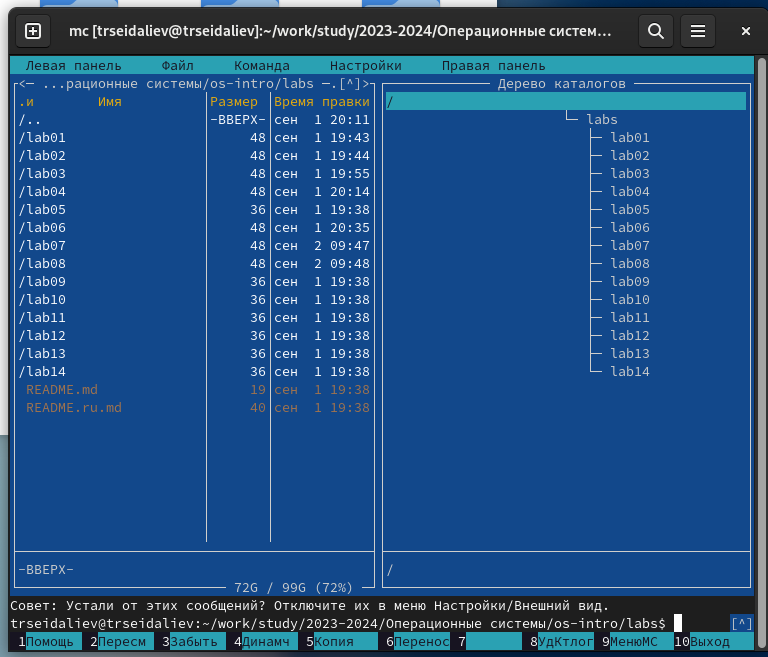 mc [trseidaliev@trseidaliev]:~/work/study/2023-2024/Операционные систем…
Левая панель Файл Команда Настройки Правая панель
<− ...рационные системы/os-intro/labs −.[^]> Дерево каталогов
.и Имя Размер Время правки /
/.. -ВВЕРХ- сен 1 20:11 labs
/lab01 48 сен 1 19:43 lab01
/lab02 48 сен 1 19:44 lab02
/lab03 48 сен 1 19:55 lab03
/lab04 48 сен 1 20:14 lab04
/lab05 36 сен 1 19:38 lab05
/lab06 48 сен 1 20:35 lab06
/lab07 48 сен 2 09:47 lab07
/lab08 48 сен 2 09:48 lab08
/lab09 36 сен 1 19:38 lab09
/lab10 36 сен 1 19:38 lab10
/lab11 36 сен 1 19:38 lab11
/lab12 36 сен 1 19:38 lab12
/lab13 36 сен 1 19:38 lab13
/lab14 36 сен 1 19:38 lab14
README.md 19 сен 1 19:38
README.ru.md 40 сен 1 19:38
-ВВЕРХ- /
72G / 99G (72%)
Совет: Устали от этих сообщений? Отключите их в меню Настройки/Внешний вид.
trseidaliev@trseidaliev:~/work/study/2023-2024/Операционные системы/os-intro/labs$ [^]
1Помощь 2Пересм 3Забыть 4Динамч 5Копия 6Перенос 7 8УдКтлог 9МенюМС 10Выход